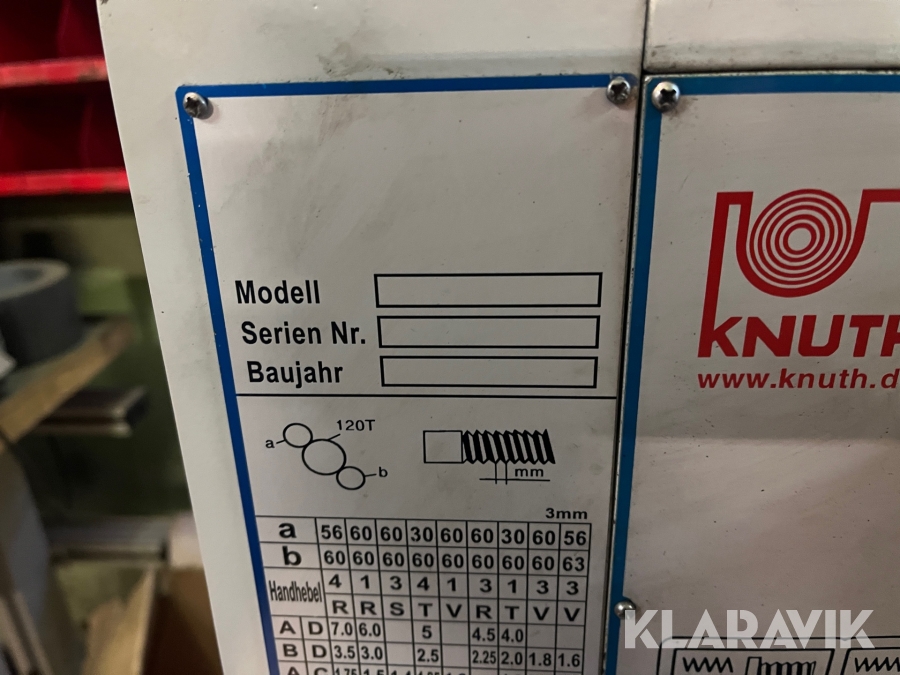 Modell
Serien Nr.
Baujahr
a 120T
b
mm
3mm
a 56 60 60 30 60 60 30 60 56
b 60 60 60 60 60 60 60 60 63
Handhebel 4 1 3 4 1 3 1 3 3
R R S T V R T V V
A D 7.0 6.0 5 4.5 4.0
B D 3.5 3.0 2.5 2.25 2.0 1.8 1.6
A C
KNUTH
www.knuth.d
KLARAVIK